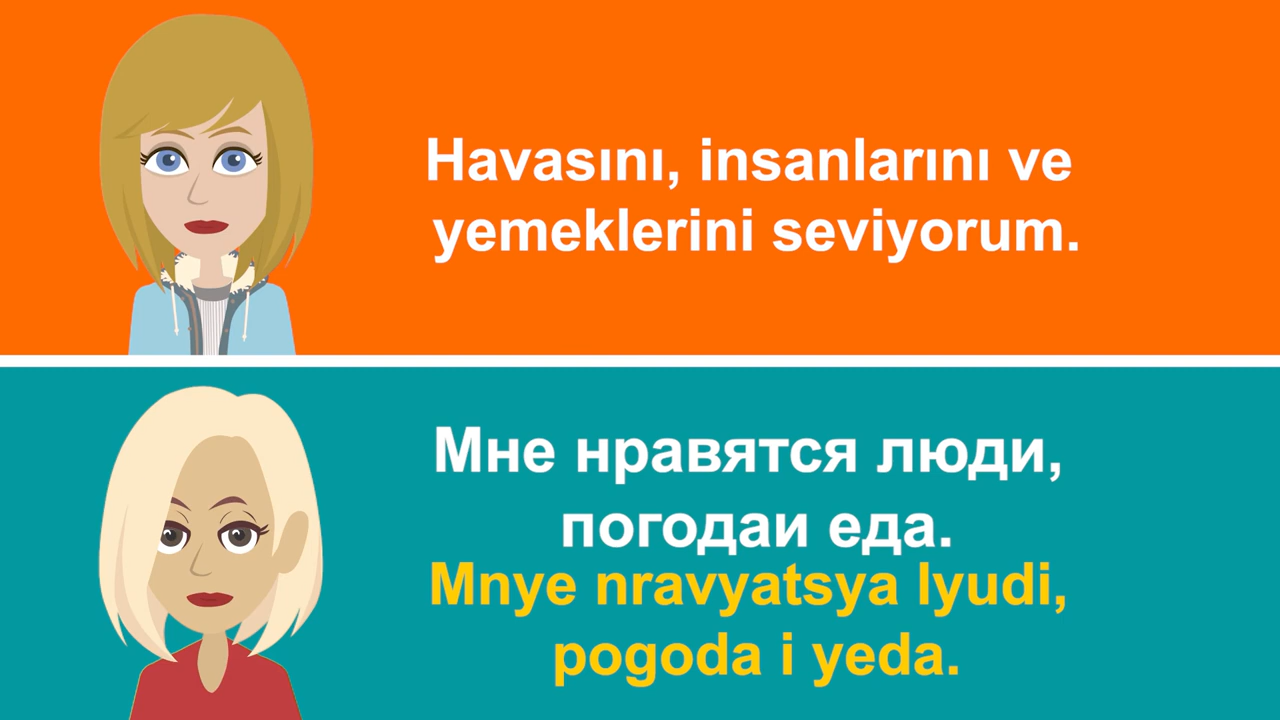 Havasını, insanlarını ve
yemeklerini seviyorum.
Мне нравятся люди,
погодаи еда.
Mnye nravyatsya lyudi,
pogoda i yeda.